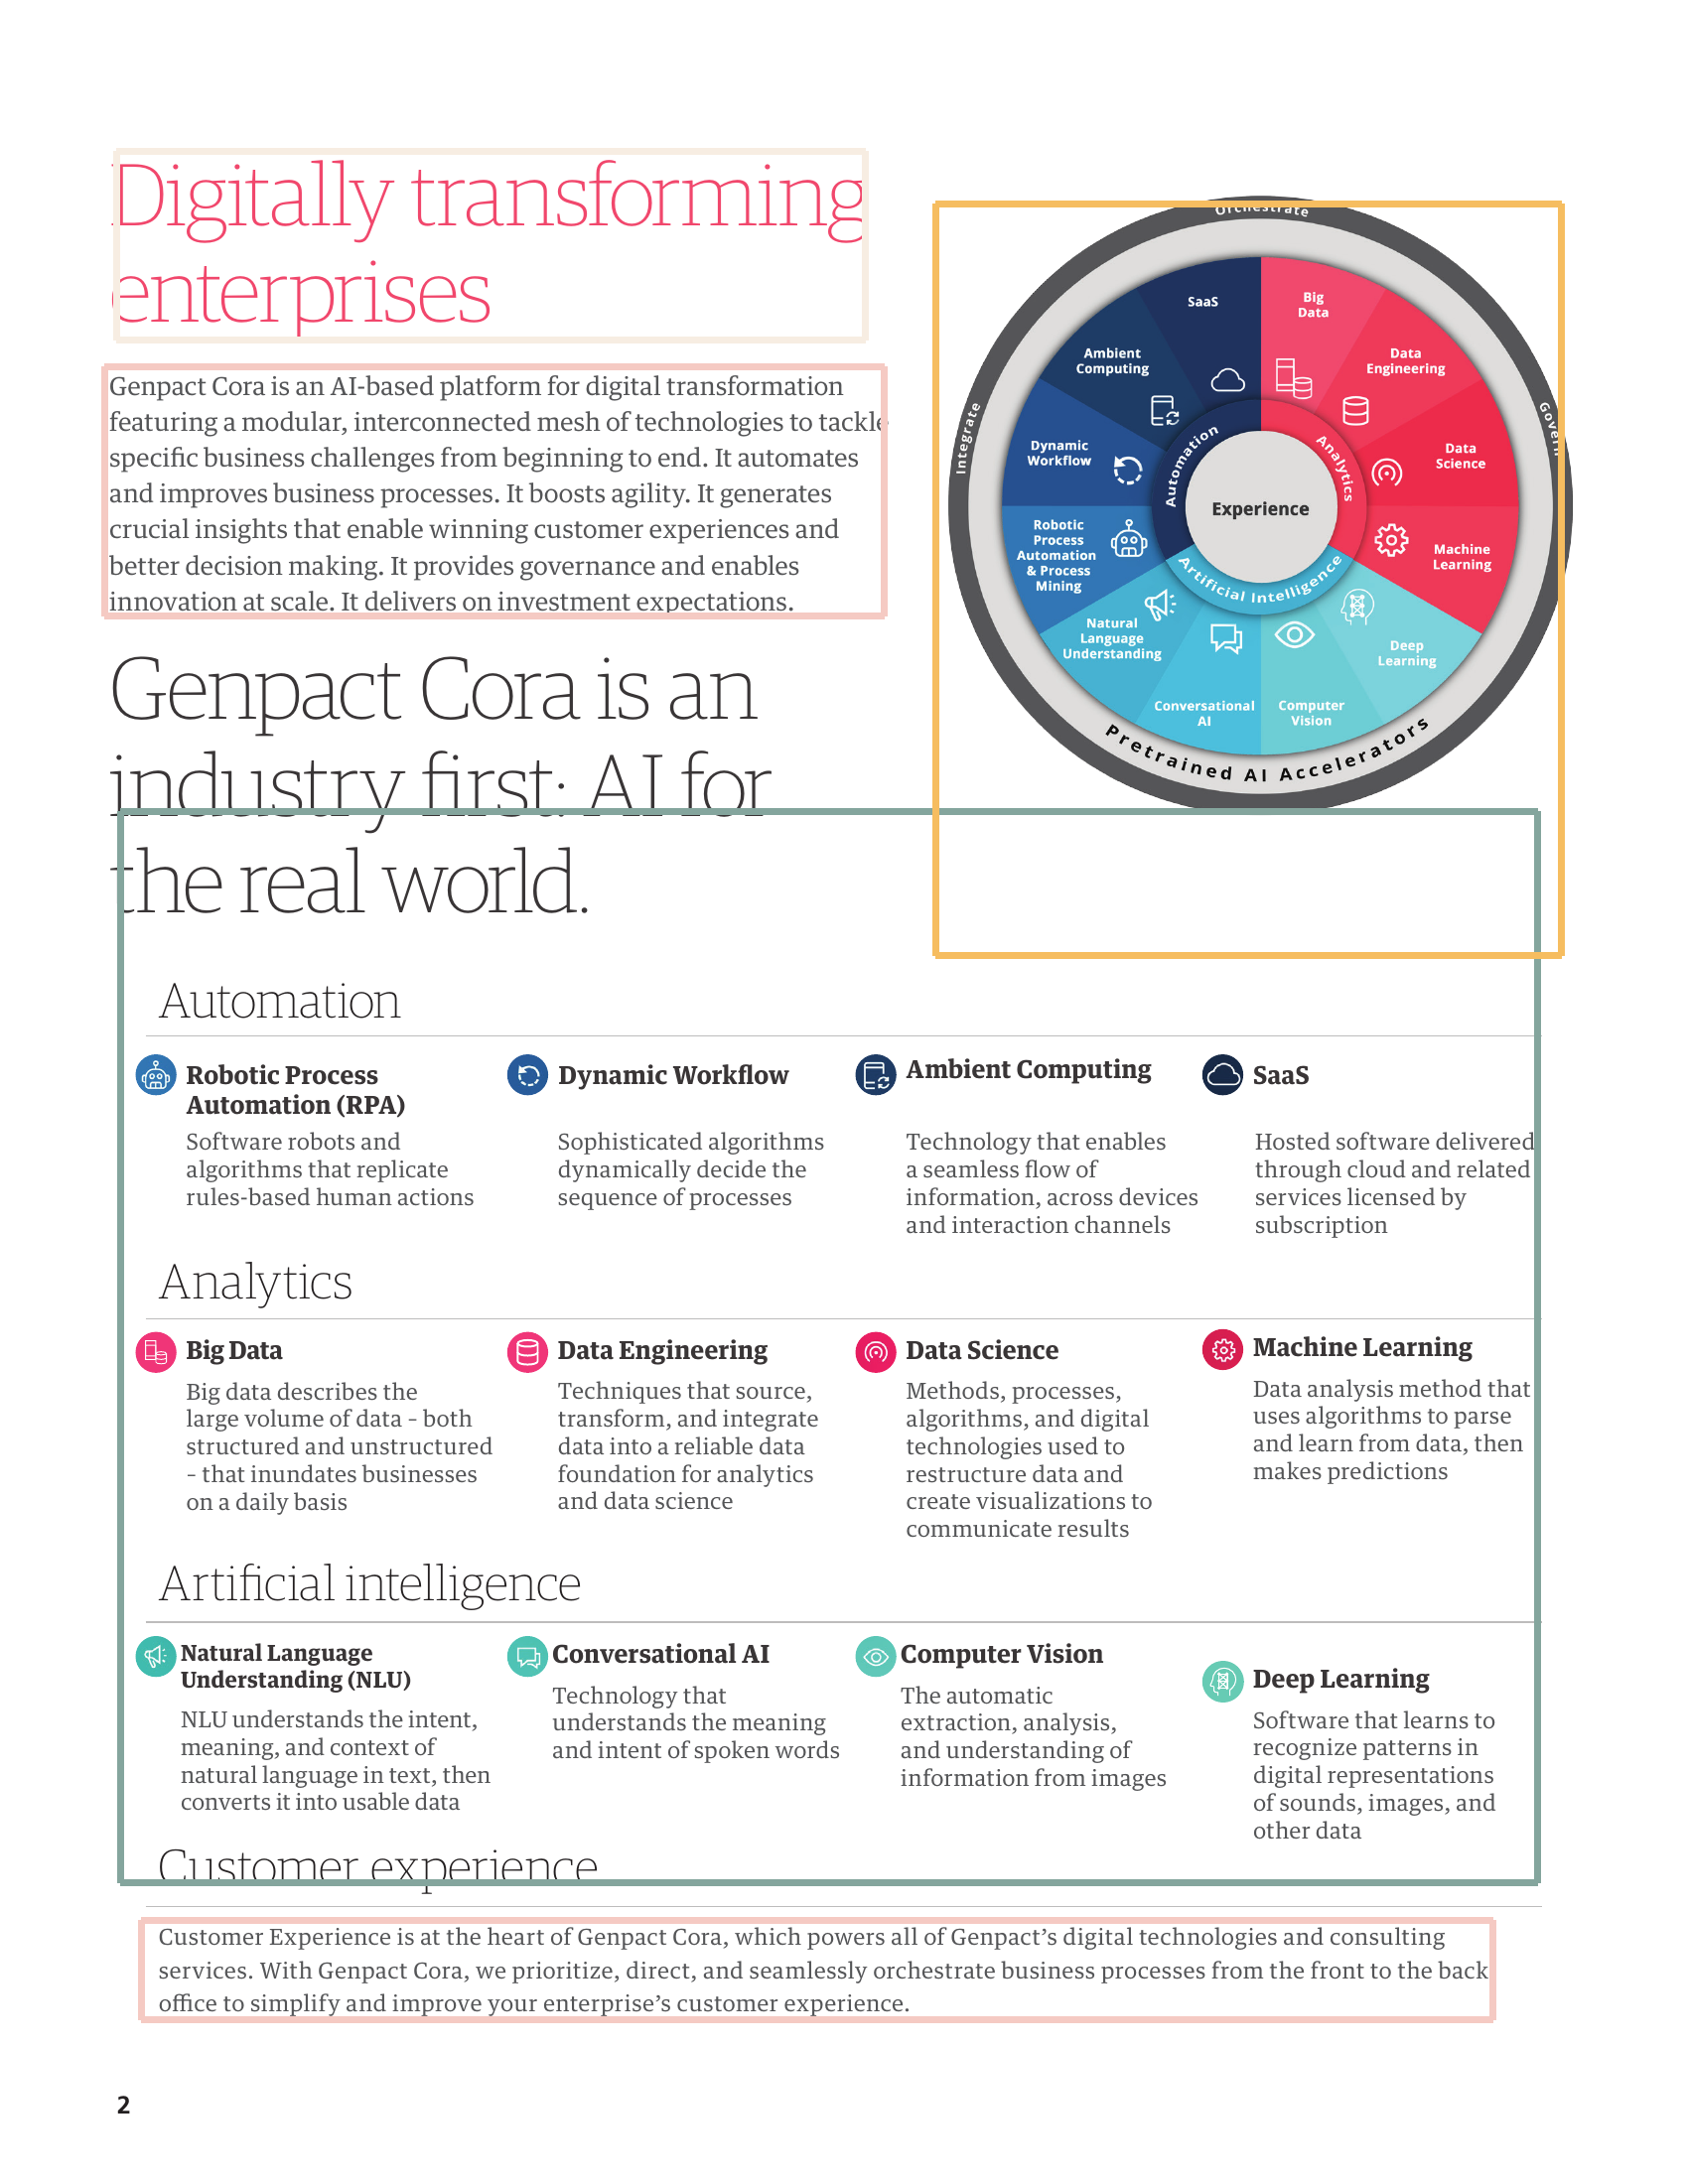 Digitally transforming
enterprises
Genpact Cora is an AI-based platform for digital transformation
featuring a modular, interconnected mesh of technologies to tackle
specific business challenges from beginning to end. It automates
and improves business processes. It boosts agility. It generates
crucial insights that enable winning customer experiences and
better decision making. It provides governance and enables
innovation at scale. It delivers on investment expectations.
Orchestrate
Integrate
Govern
SaaS
Big
Data
Ambient
Computing
Data
Engineering
Dynamic
Workflow
Data
Science
Automation
Analytics
Experience
Robotic
Process
Automation
& Process
Mining
Machine
Learning
Artificial Intelligence
Natural
Language
Understanding
Deep
Learning
Conversational
AI
Computer
Vision
Pretrained AI Accelerators
Genpact Cora is an
industry first: AI for
the real world.
Automation
Robotic Process
Automation (RPA)
Software robots and
algorithms that replicate
rules-based human actions
Dynamic Workflow
Sophisticated algorithms
dynamically decide the
sequence of processes
Ambient Computing
Technology that enables
a seamless flow of
information, across devices
and interaction channels
SaaS
Hosted software delivered
through cloud and related
services licensed by
subscription
Analytics
Big Data
Big data describes the
large volume of data – both
structured and unstructured
– that inundates businesses
on a daily basis
Data Engineering
Techniques that source,
transform, and integrate
data into a reliable data
foundation for analytics
and data science
Data Science
Methods, processes,
algorithms, and digital
technologies used to
restructure data and
create visualizations to
communicate results
Machine Learning
Data analysis method that
uses algorithms to parse
and learn from data, then
makes predictions
Artificial intelligence
Natural Language
Understanding (NLU)
NLU understands the intent,
meaning, and context of
natural language in text, then
converts it into usable data
Conversational AI
Technology that
understands the meaning
and intent of spoken words
Computer Vision
The automatic
extraction, analysis,
and understanding of
information from images
Deep Learning
Software that learns to
recognize patterns in
digital representations
of sounds, images, and
other data
Customer experience
Customer Experience is at the heart of Genpact Cora, which powers all of Genpact’s digital technologies and consulting
services. With Genpact Cora, we prioritize, direct, and seamlessly orchestrate business processes from the front to the back
office to simplify and improve your enterprise’s customer experience.
2